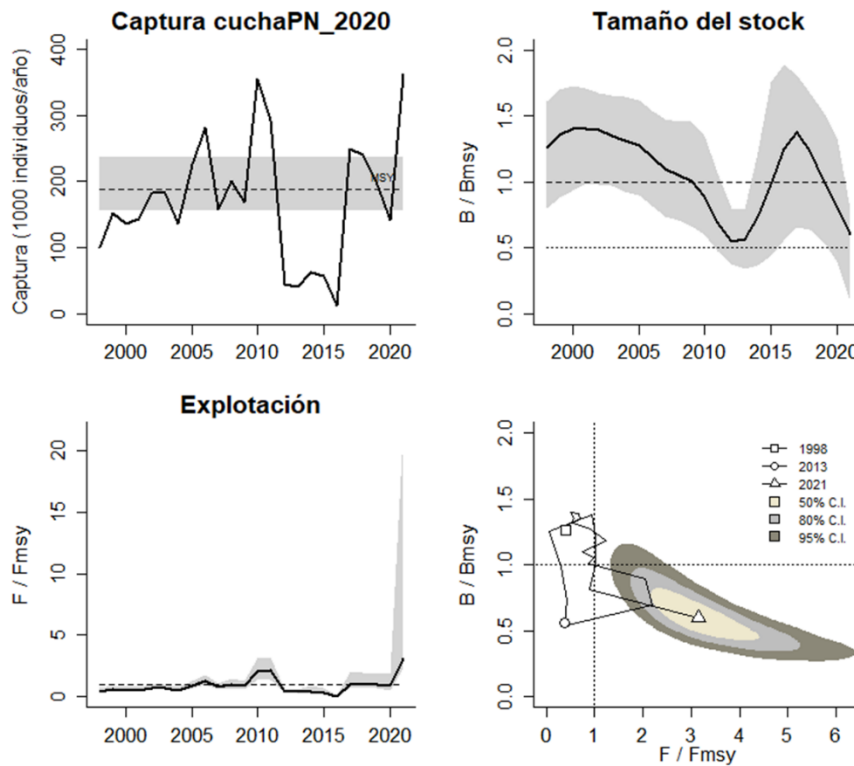 Captura cuchaPN_2020
Captura (1000 individuos/año)
0 100 200 300 400
MSY
2000 2005 2010 2015 2020
Tamaño del stock
B / Bmsy
0.0 0.5 1.0 1.5 2.0
2000 2005 2010 2015 2020
Explotación
F / Fmsy
0 5 10 15 20
2000 2005 2010 2015 2020
B / Bmsy
0.0 0.5 1.0 1.5 2.0
1998
2013
2021
50% C.I.
80% C.I.
95% C.I.
0 1 2 3 4 5 6
F / Fmsy